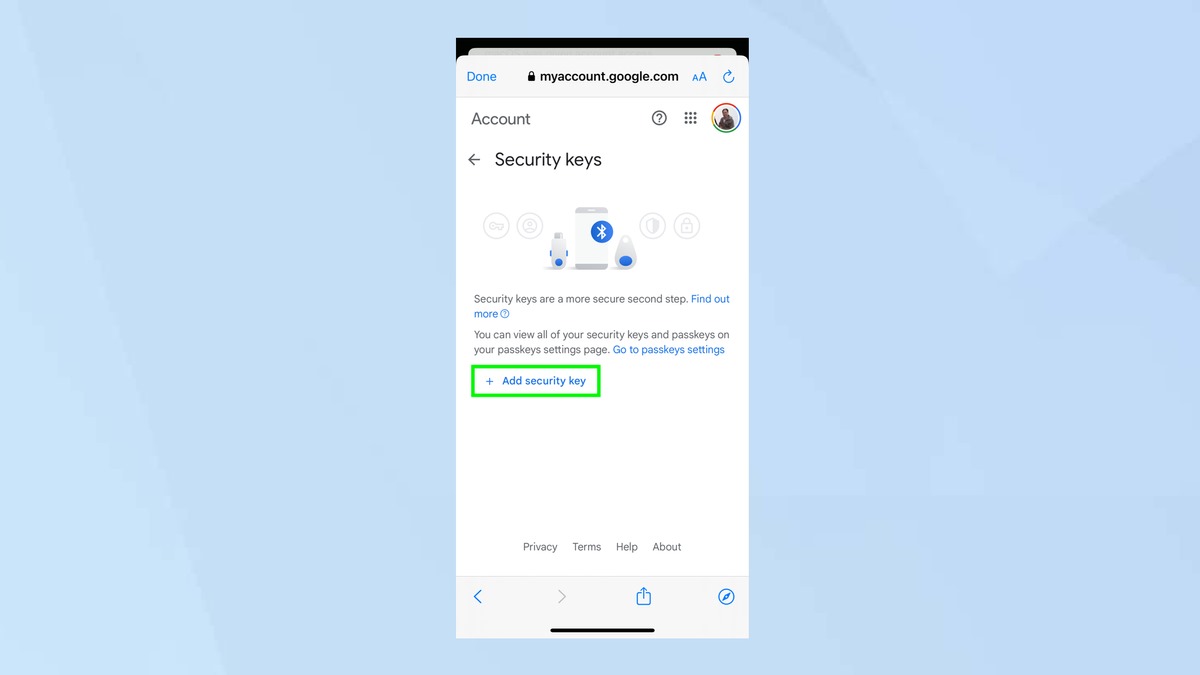 Done myaccount.google.com AA
Account
Security keys
Security keys are a more secure second step. Find out
more
You can view all of your security keys and passkeys on
your passkeys settings page. Go to passkeys settings
+ Add security key
Privacy Terms Help About